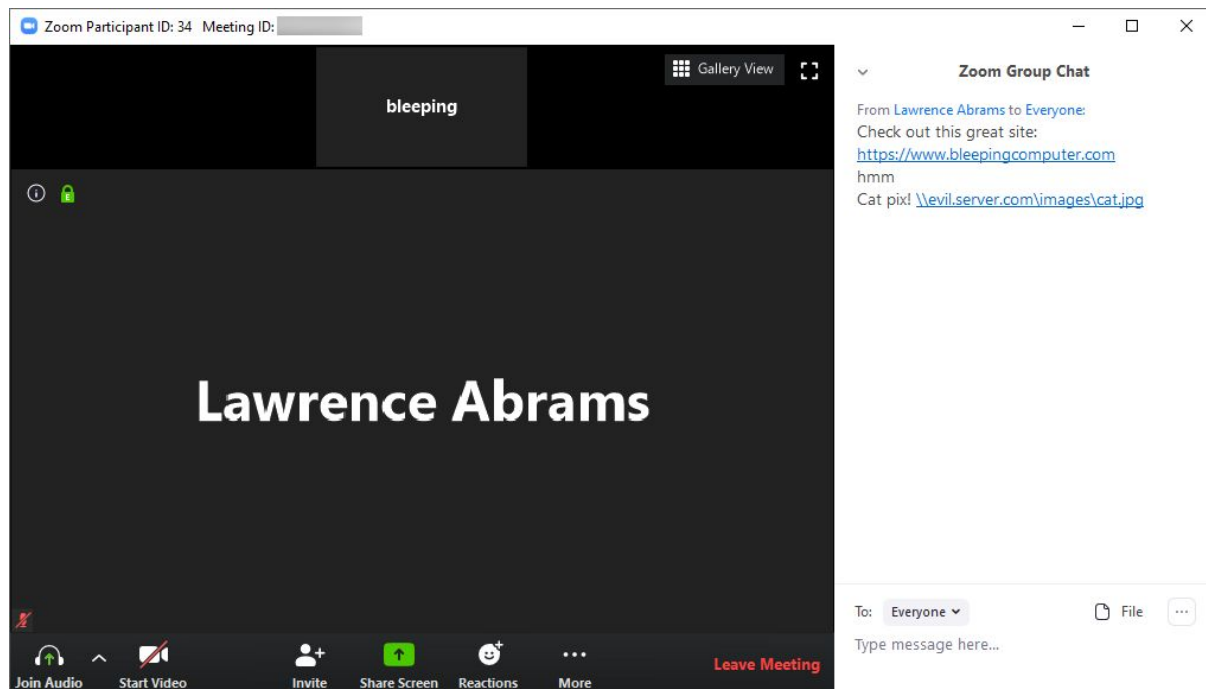 Zoom Participant ID: 34 Meeting ID:
bleeping
Gallery View
Lawrence Abrams
Join Audio
Start Video
Invite
Share Screen
Reactions
More
Leave Meeting
Zoom Group Chat
From Lawrence Abrams to Everyone:
Check out this great site:
https://www.bleepingcomputer.com
hmm
Cat pix! \\evil.server.com\images\cat.jpg
To: Everyone File
Type message here...